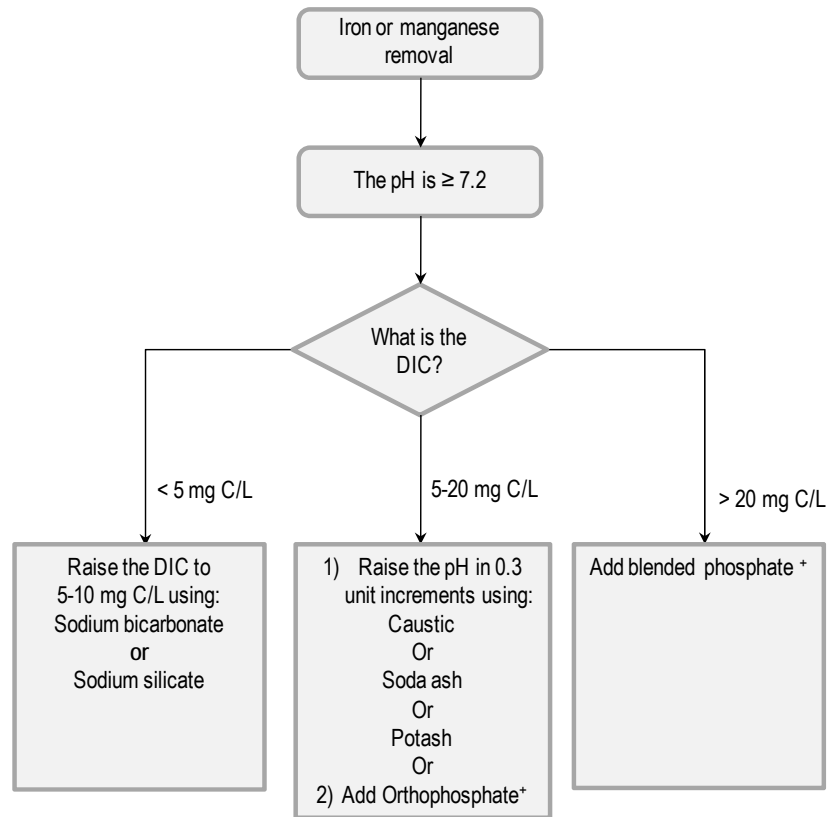 Iron or manganese
removal
The pH is ≥ 7.2
What is the
DIC?
< 5 mg C/L
5-20 mg C/L
> 20 mg C/L
Raise the DIC to
5-10 mg C/L using:
Sodium bicarbonate
or
Sodium silicate
1) Raise the pH in 0.3
unit increments using:
Caustic
Or
Soda ash
Or
Potash
Or
2) Add Orthophosphate⁺
Add blended phosphate ⁺